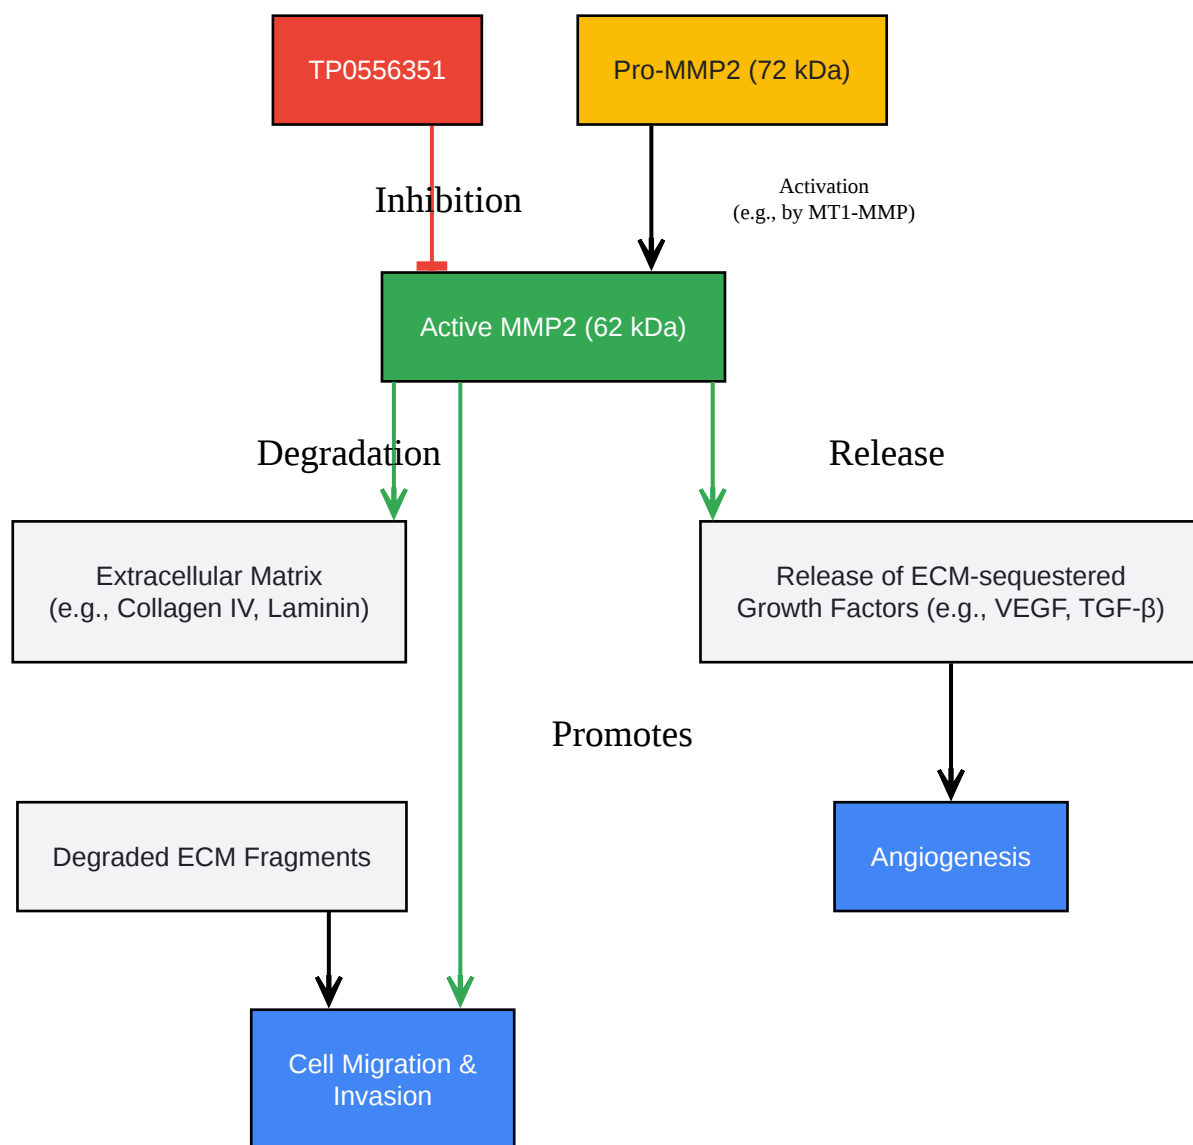 TP0556351
Pro-MMP2 (72 kDa)
Inhibition
Activation
(e.g., by MT1-MMP)
Active MMP2 (62 kDa)
Degradation
Release
Extracellular Matrix
(e.g., Collagen IV, Laminin)
Release of ECM-sequestered
Growth Factors (e.g., VEGF, TGF-β)
Promotes
Degraded ECM Fragments
Angiogenesis
Cell Migration &
Invasion